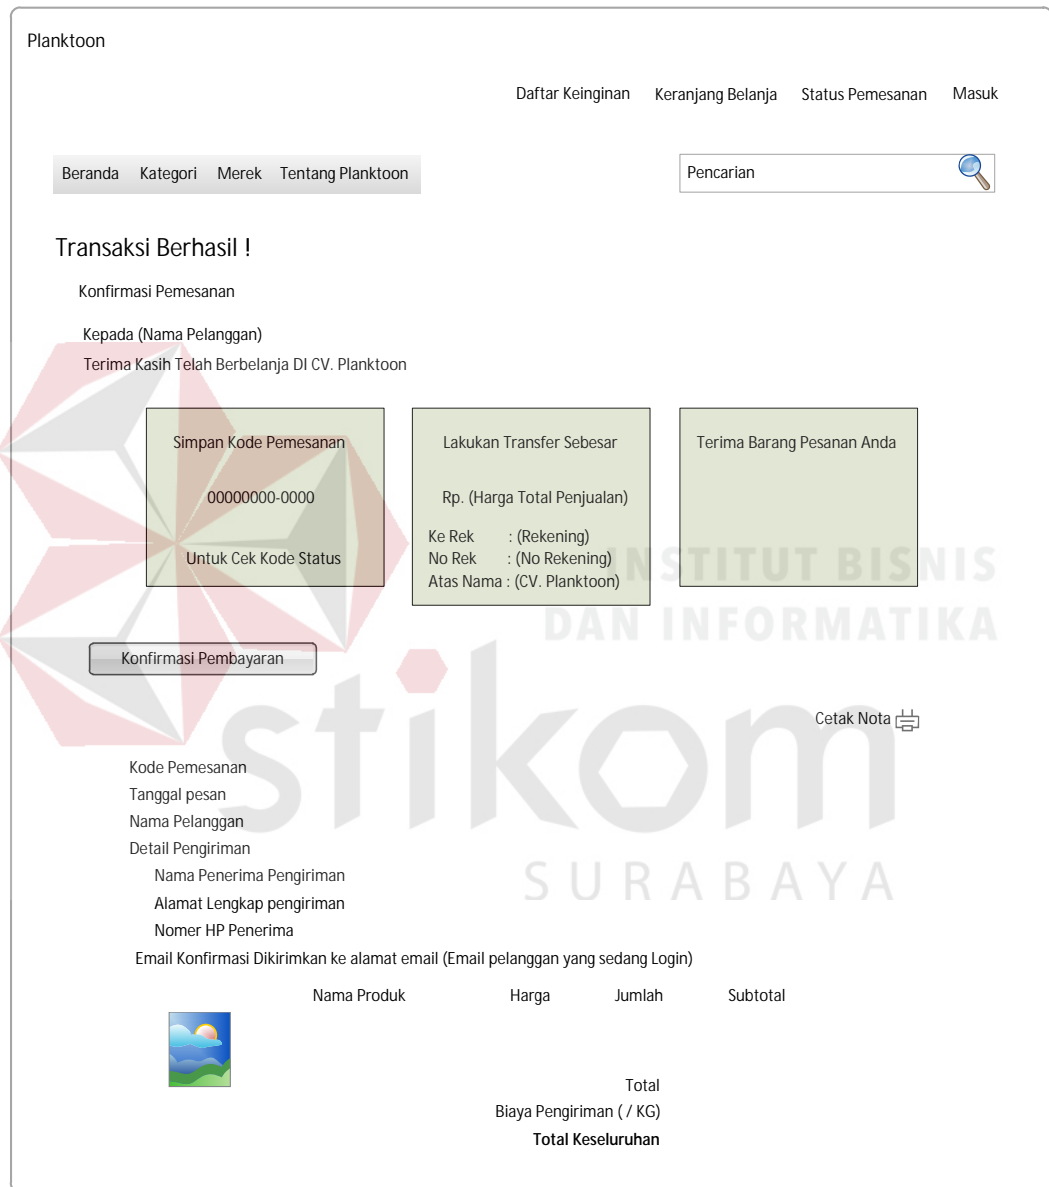 Planktoon
Daftar Keinginan Keranjang Belanja Status Pemesanan Masuk
Beranda Kategori Merek Tentang Planktoon
Pencarian
Transaksi Berhasil !
Konfirmasi Pemesanan
Kepada (Nama Pelanggan)
Terima Kasih Telah Berbelanja DI CV. Planktoon
Simpan Kode Pemesanan
00000000-0000
Untuk Cek Kode Status
Lakukan Transfer Sebesar
Rp. (Harga Total Penjualan)
Ke Rek : (Rekening)
No Rek : (No Rekening)
Atas Nama : (CV. Planktoon)
Terima Barang Pesanan Anda
INSTITUT BISNIS
DAN INFORMATIKA
stikom
SURABAYA
Konfirmasi Pembayaran
Cetak Nota
Kode Pemesanan
Tanggal pesan
Nama Pelanggan
Detail Pengiriman
Nama Penerima Pengiriman
Alamat Lengkap pengiriman
Nomer HP Penerima
Email Konfirmasi Dikirimkan ke alamat email (Email pelanggan yang sedang Login)
Nama Produk Harga Jumlah Subtotal
Total
Biaya Pengiriman ( / KG)
Total Keseluruhan